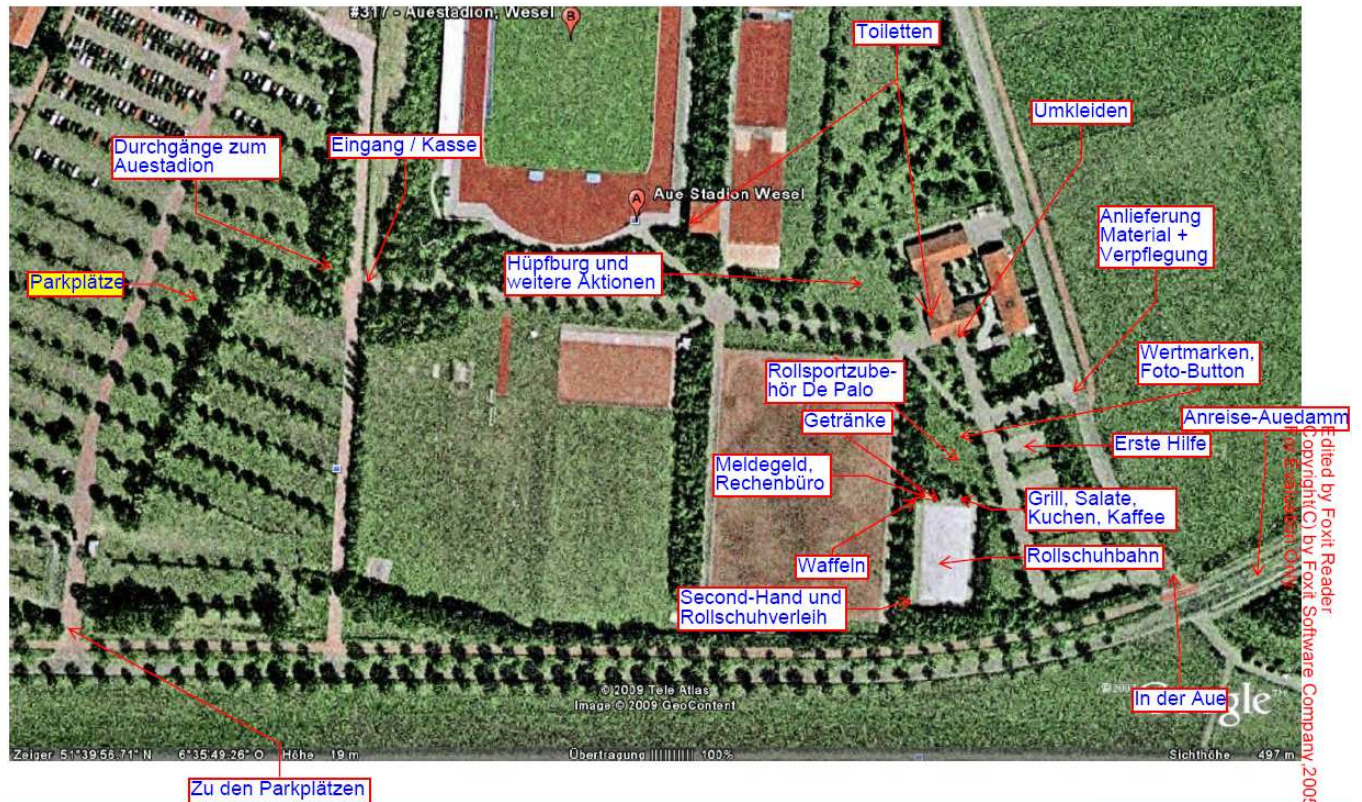 #317 - Auestadion, Wesel
B
Toiletten
Umkleiden
Durchgänge zum
Auestadion
Eingang / Kasse
Aue Stadion Wesel
A
Anlieferung
Material +
Verpflegung
Hüpfburg und
weitere Aktionen
Parkplätze
Wertmarken,
Foto-Button
Rollsportzube-
hör De Palo
Getränke
Anreise-Auedamm
Erste Hilfe
Meldegeld,
Rechenbüro
Grill, Salate,
Kuchen, Kaffee
Waffeln
Rollschuhbahn
Second-Hand und
Rollschuhverleih
In der Aue
©2009 Tele Atlas
Image ©2009 GeoContent
Zeiger 51°39'56.71" N 6°35'49.26" O Höhe 19 m
Übertragung |||||||||| 100%
Sichthöhe 497 m
Zu den Parkplätzen
Edited by Foxit Reader
Copyright(C) by Foxit Software Company,2005
For Evaluation Only.